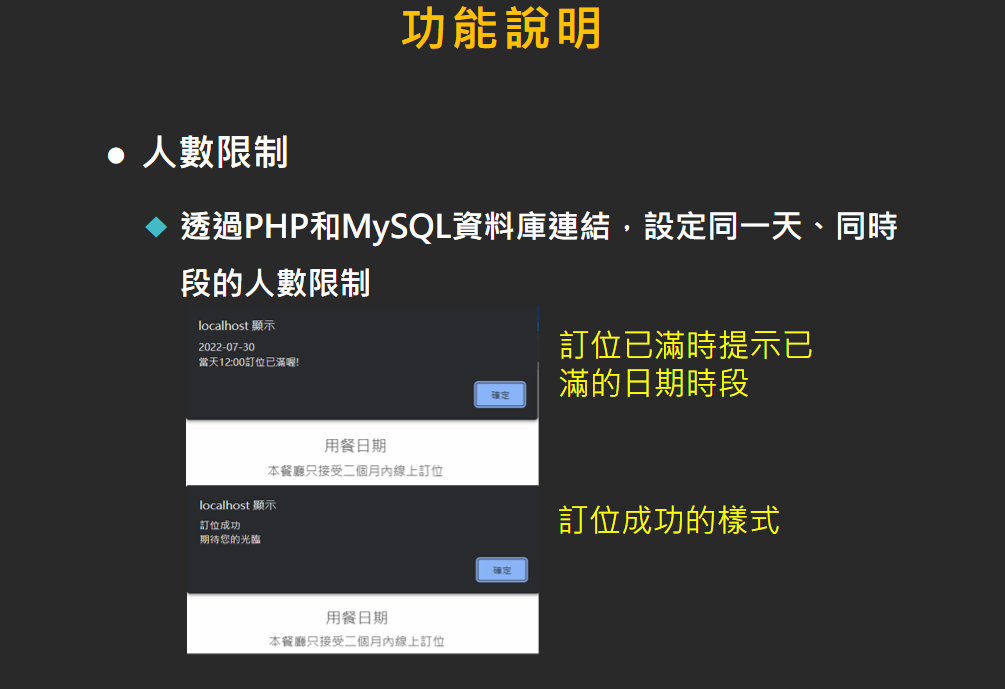 功能說明
人數限制
透過PHP和MySQL資料庫連結，設定同一天、同時
段的人數限制
localhost 顯示
2022-07-30
當天12:00訂位已滿喔!
確定
訂位已滿時提示已
滿的日期時段
用餐日期
本餐廳只接受二個月內線上訂位
localhost 顯示
訂位成功
期待您的光臨
確定
訂位成功的樣式
用餐日期
本餐廳只接受二個月內線上訂位